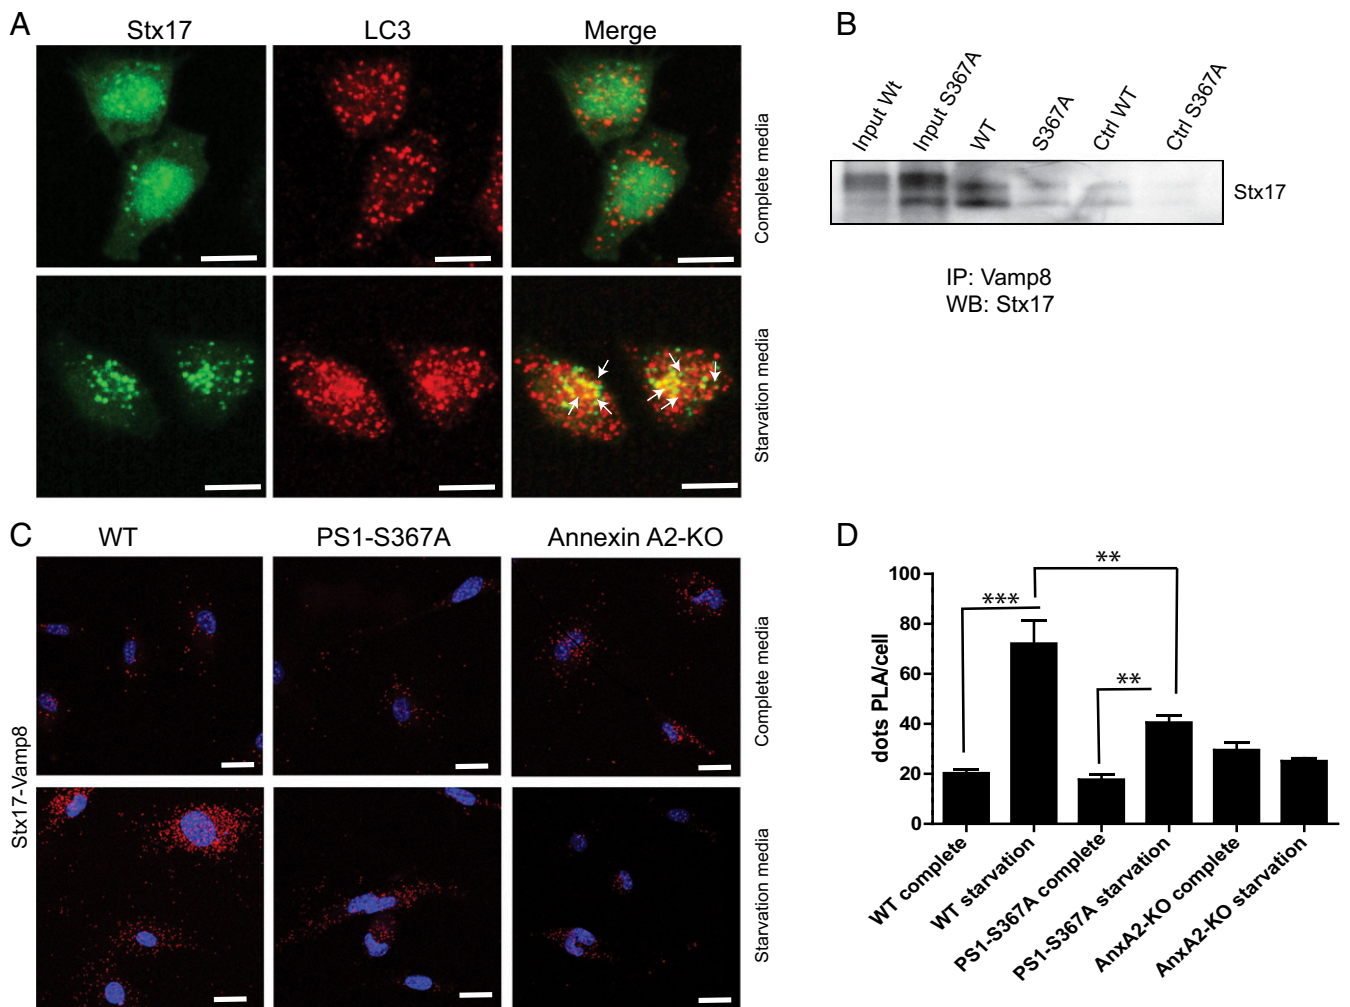 A
Stx17
LC3
Merge
Complete media
Starvation media
B
Input Wt
Input S367A
WT
S367A
Ctrl WT
Ctrl S367A
Stx17
IP: Vamp8
WB: Stx17
C
WT
PS1-S367A
Annexin A2-KO
Stx17-Vamp8
Complete media
Starvation media
D
dots PLA/cell
100
80
60
40
20
0
***
**
**
WT complete
WT starvation
PS1-S367A complete
PS1-S367A starvation
AnxA2-KO complete
AnxA2-KO starvation